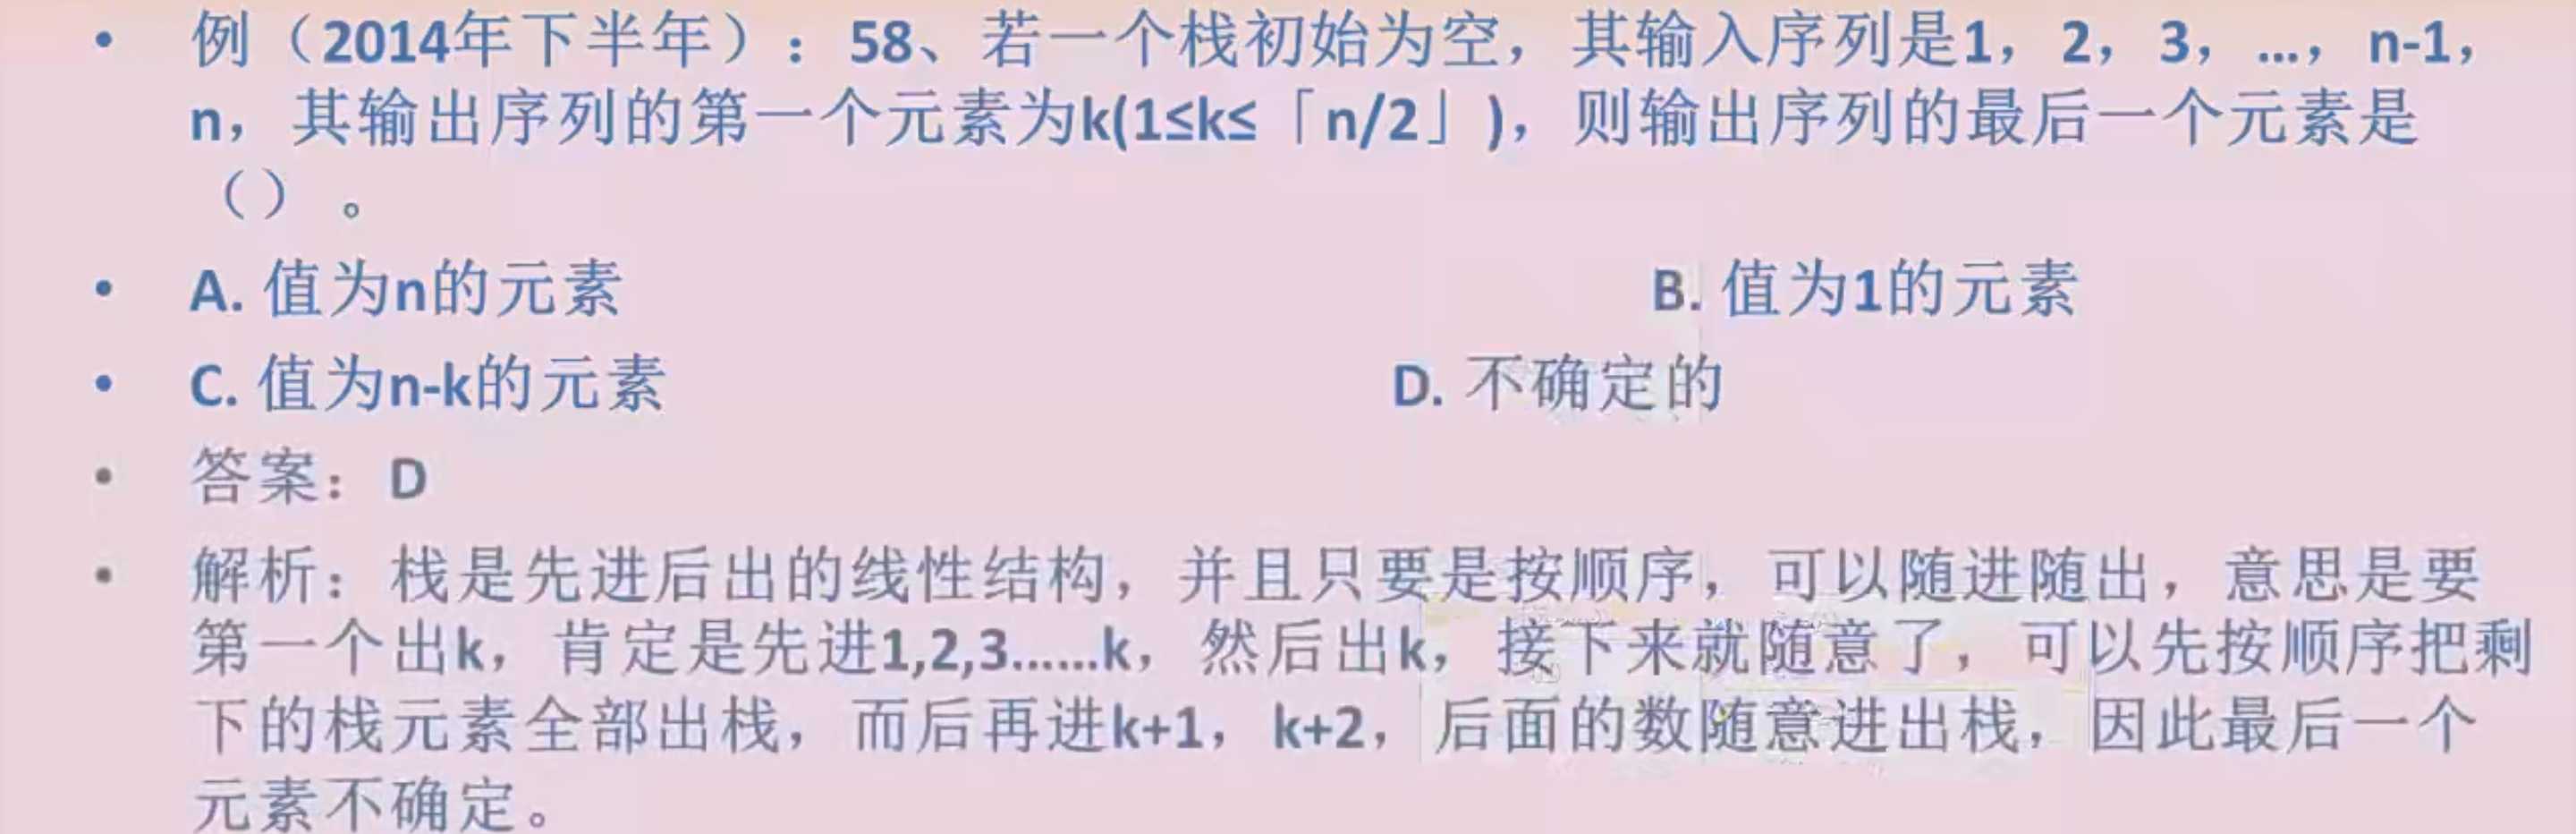 • 例（2014年下半年）：58、若一个栈初始为空，其输入序列是1，2，3，…，n-1，
n，其输出序列的第一个元素为k(1≤k≤「n/2」)，则输出序列的最后一个元素是
（）。
• A. 值为n的元素 B. 值为1的元素
• C. 值为n-k的元素 D. 不确定的
• 答案：D
• 解析：栈是先进后出的线性结构，并且只要是按顺序，可以随进随出，意思是要
第一个出k，肯定是先进1,2,3……k，然后出k，接下来就随意了，可以先按顺序把剩
下的栈元素全部出栈，而后再进k+1，k+2，后面的数随意进出栈，因此最后一个
元素不确定。